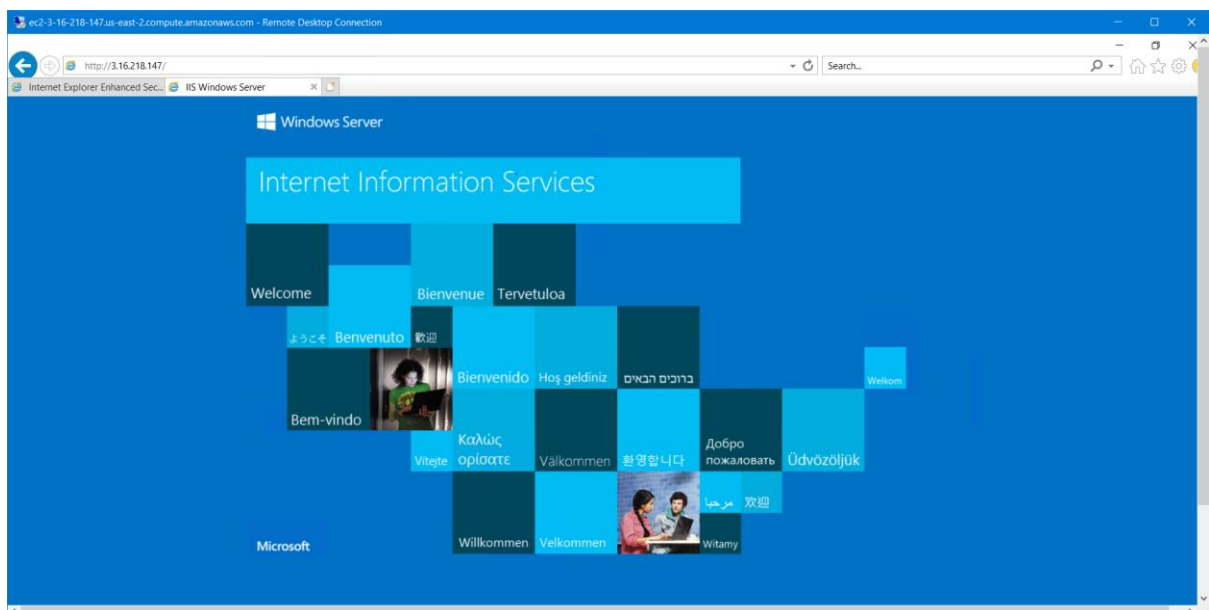 ec2-3-16-218-147.us-east-2.compute.amazonaws.com - Remote Desktop Connection
http://3.16.218.147/
Search...
Internet Explorer Enhanced Sec...
IIS Windows Server
Windows Server
Internet Information Services
Welcome
Bienvenue
Tervetuloa
ようこそ
Benvenuto
歓迎
Bienvenido
Hoş geldiniz
ברוכים הבאים
Welkom
Bem-vindo
Vítejte
Καλώς
ορίσατε
Välkommen
환영합니다
Добро
пожаловать
Üdvözöljük
مرحبا
欢迎
Microsoft
Willkommen
Velkommen
Witamy